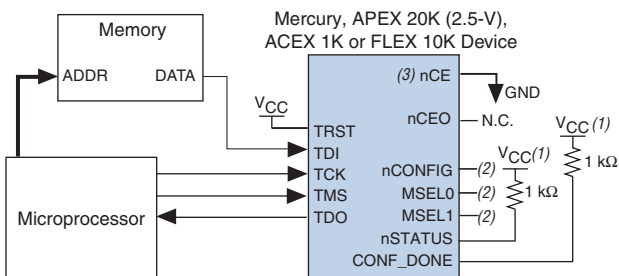 Mercury, APEX 20K (2.5-V),
ACEX 1K or FLEX 10K Device
Memory
ADDR DATA
(3) nCE
GND
VCC
nCEO
N.C.
VCC(1)
TRST
TDI
VCC(1)
1 kΩ
TCK
nCONFIG (2)
TMS
MSEL0 (2)
1 kΩ
Microprocessor
TDO
MSEL1 (2)
nSTATUS
CONF_DONE